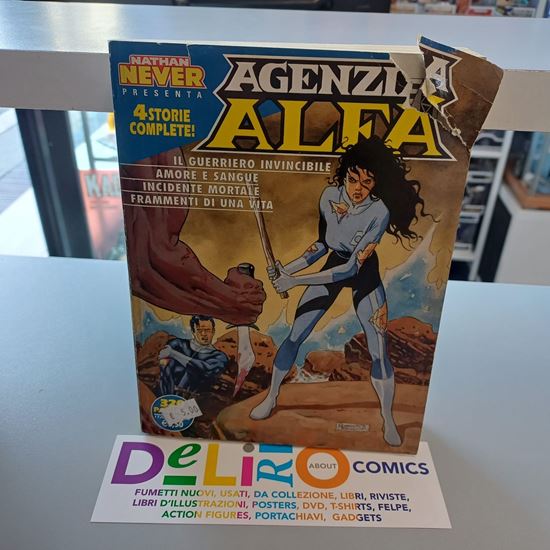 NATHAN
NEVER
PRESENTA
4 STORIE
COMPLETE!
AGENZIA
ALFA
IL GUERRIERO INVINCIBILE
AMORE E SANGUE
INCIDENTE MORTALE
FRAMMENTI DI UNA VITA
€ 5,00
DeLiRiO
ABOUT
COMICS
FUMETTI NUOVI, USATI, DA COLLEZIONE, LIBRI, RIVISTE,
LIBRI D'ILLUSTRAZIONI, POSTERS, DVD, T-SHIRTS, FELPE,
ACTION FIGURES, PORTACHIAVI, GADGETS